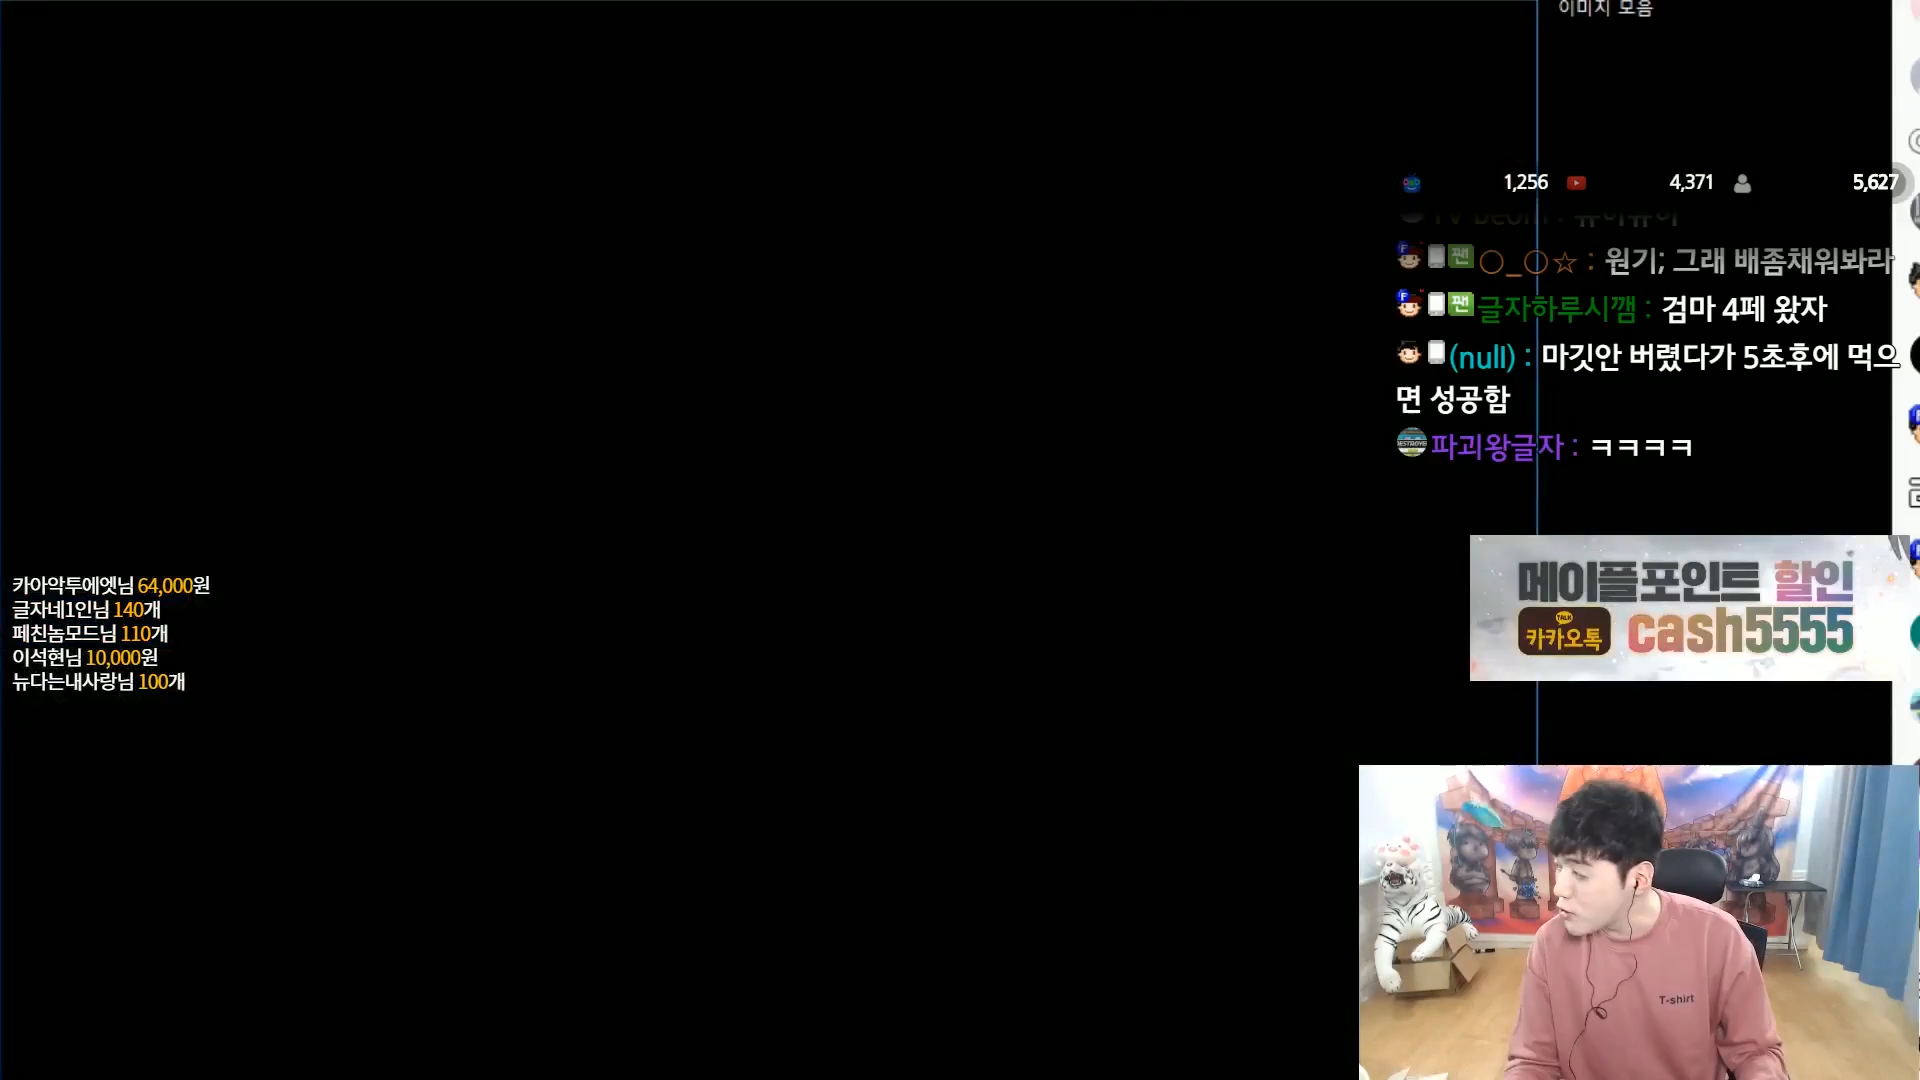 이미지 모음
1,256
4,371
5,627
팬 ○_○☆ : 원기; 그래 배좀채워봐라
팬 글자하루시깸 : 검마 4페 왔자
(null) : 마깃안 버렸다가 5초후에 먹으
면 성공함
파괴왕글자 : ㅋㅋㅋㅋ
카아악투에엣님 64,000원
글자네1인님 140개
페친놈모드님 110개
이석현님 10,000원
뉴다는내사랑님 100개
메이플포인트 할인
TALK
카카오톡 cash5555
T-shirt